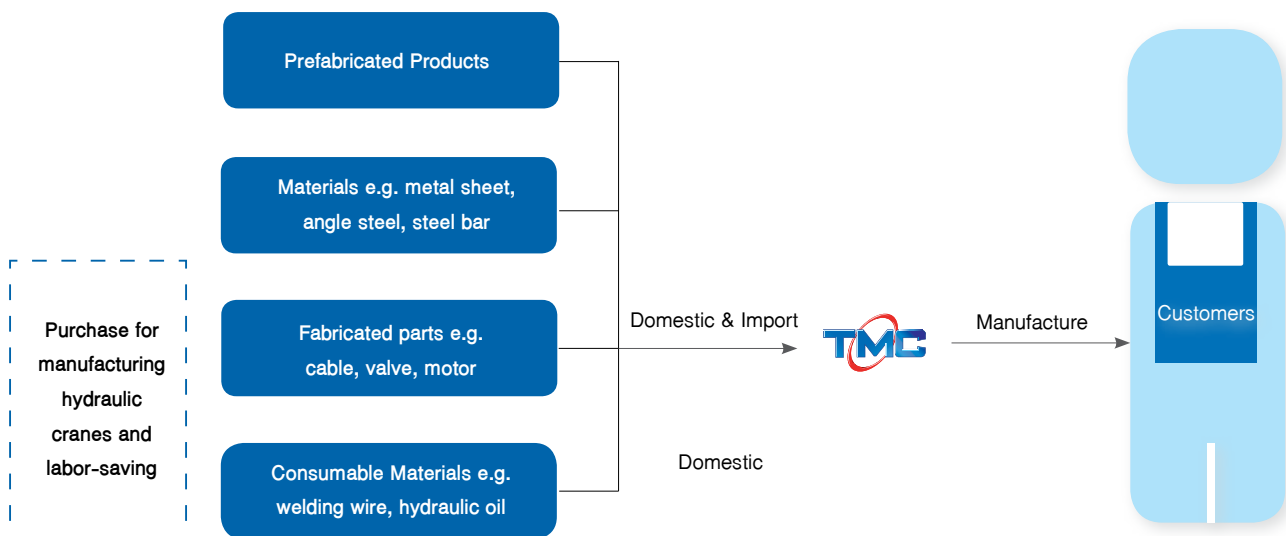 Prefabricated Products
Materials e.g. metal sheet,
angle steel, steel bar
Purchase for
manufacturing
hydraulic
cranes and
labor-saving
Fabricated parts e.g.
cable, valve, motor
Consumable Materials e.g.
welding wire, hydraulic oil
Domestic & Import
Domestic
TMC
Manufacture
Customers